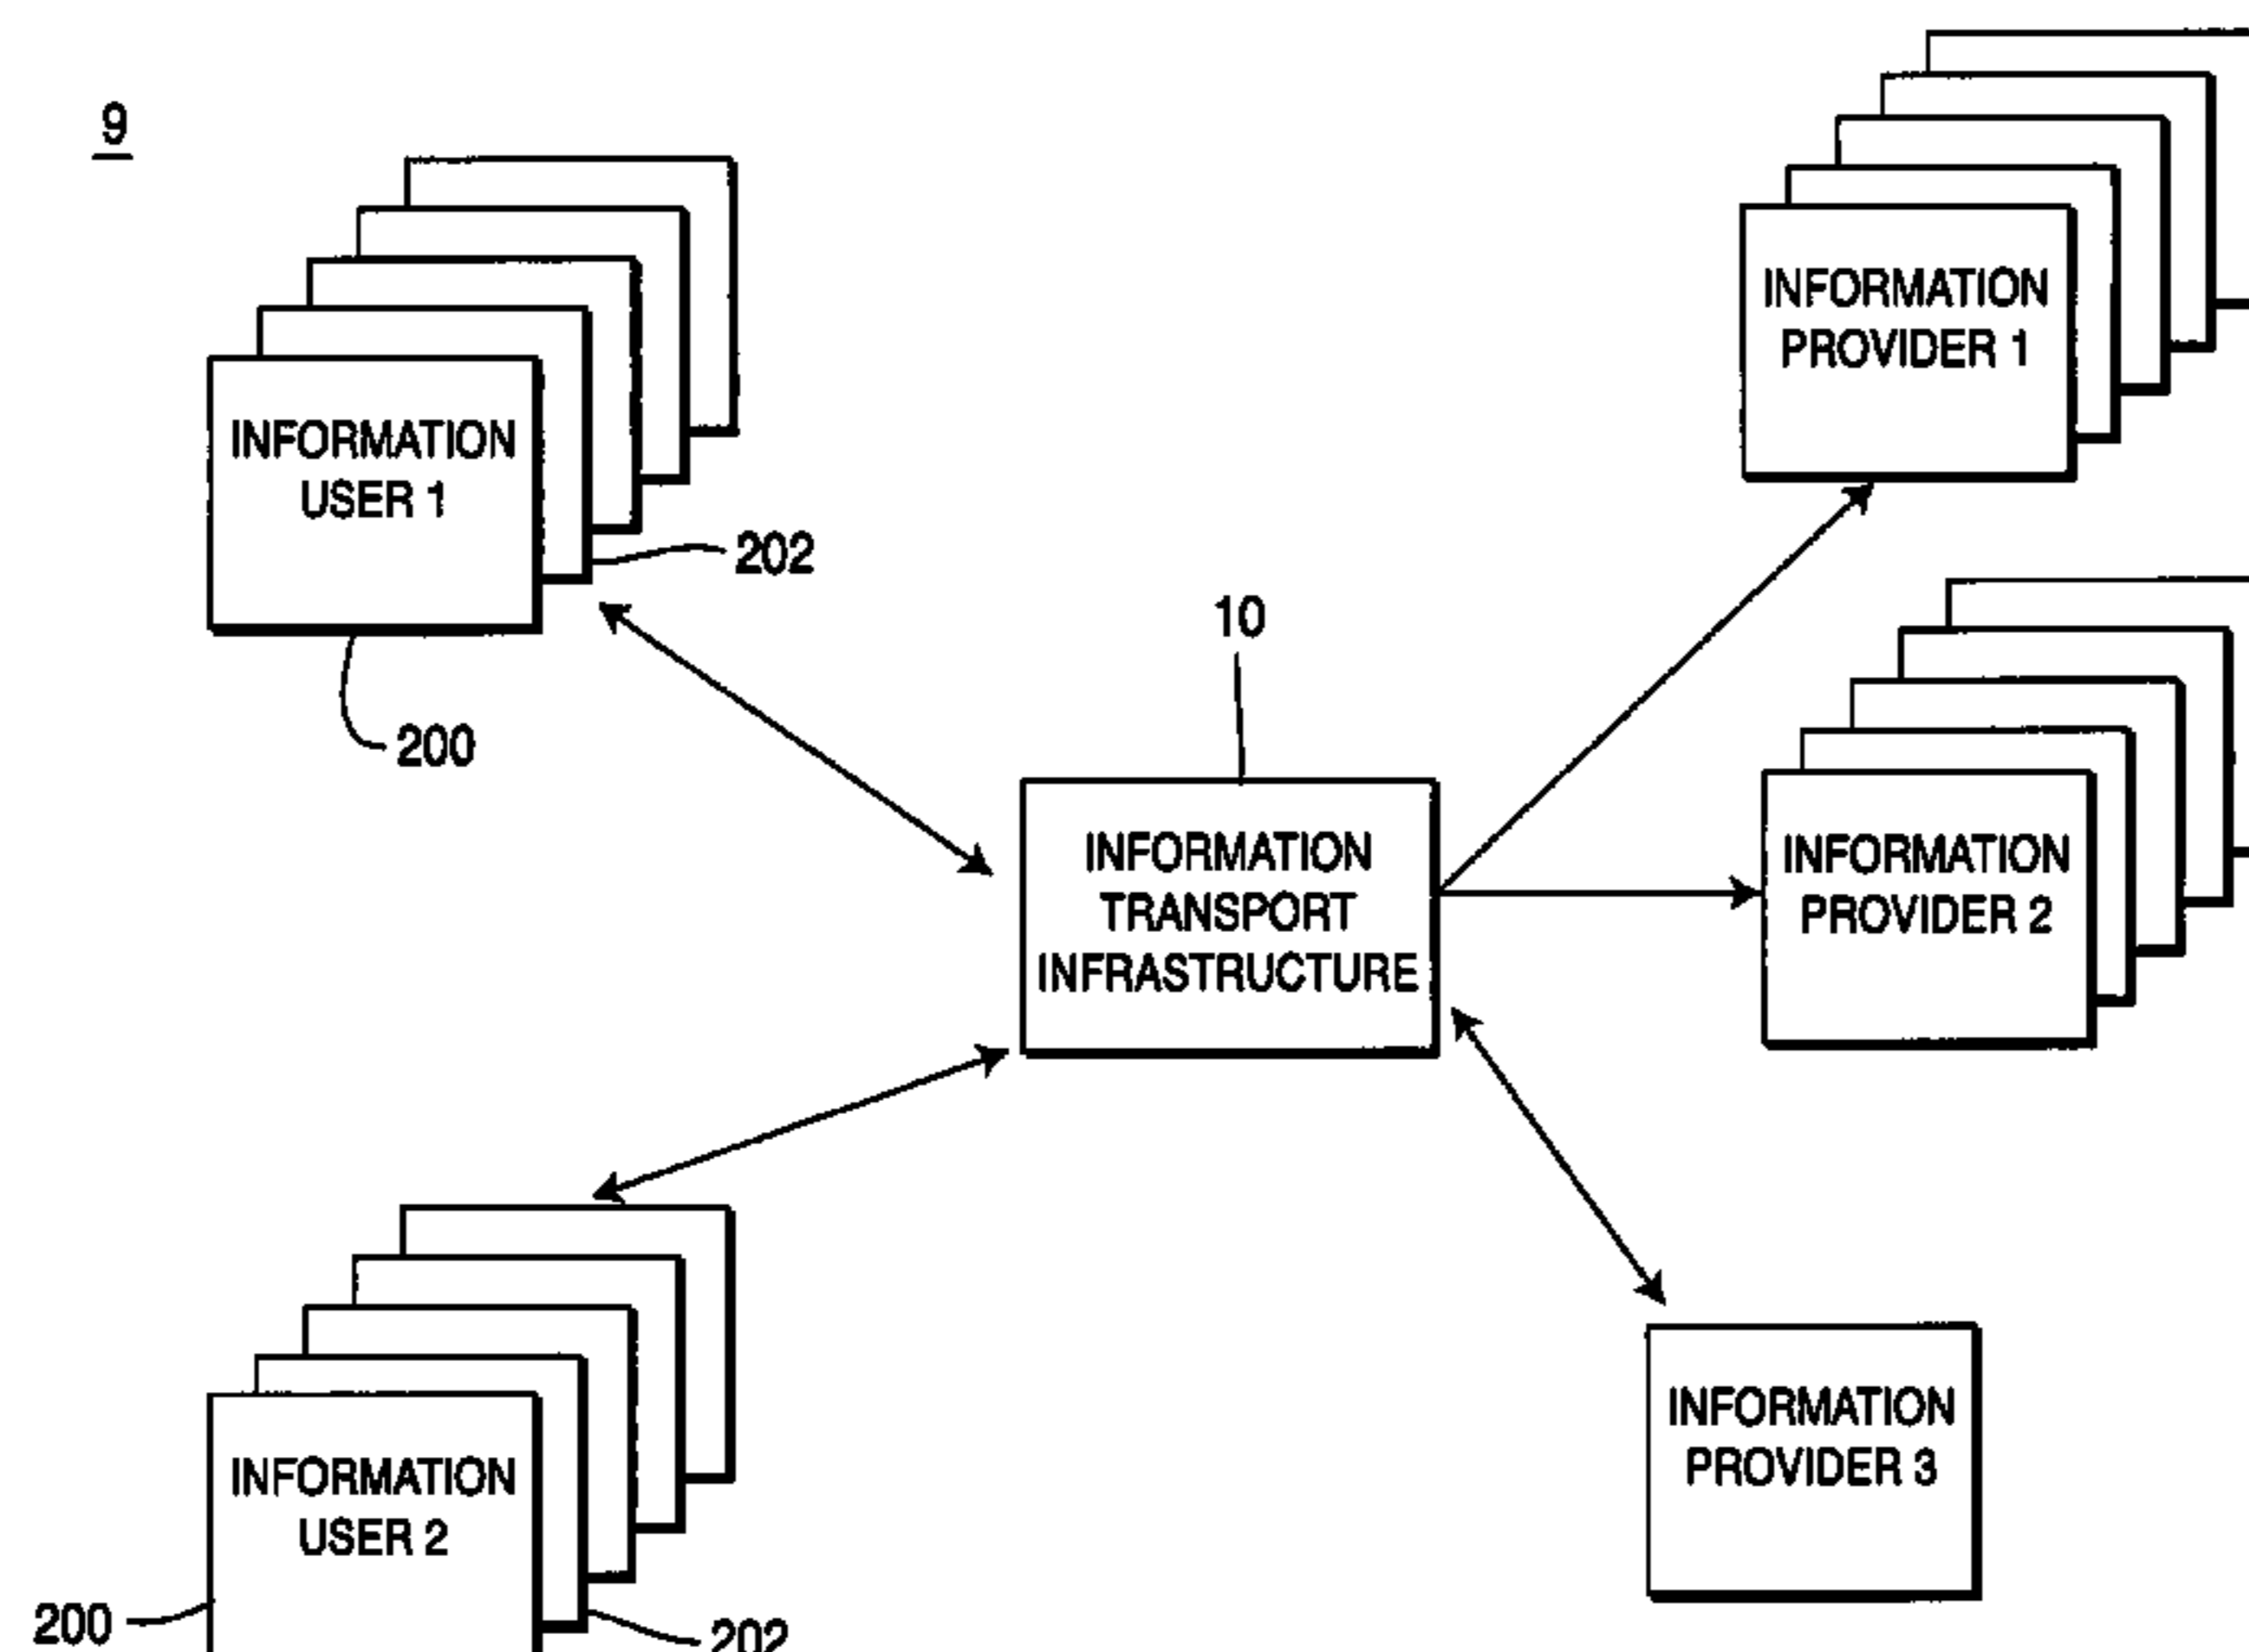 9
INFORMATION
USER 1
202
200
INFORMATION
PROVIDER 1
10
INFORMATION
TRANSPORT
INFRASTRUCTURE
INFORMATION
PROVIDER 2
INFORMATION
USER 2
200
202
INFORMATION
PROVIDER 3